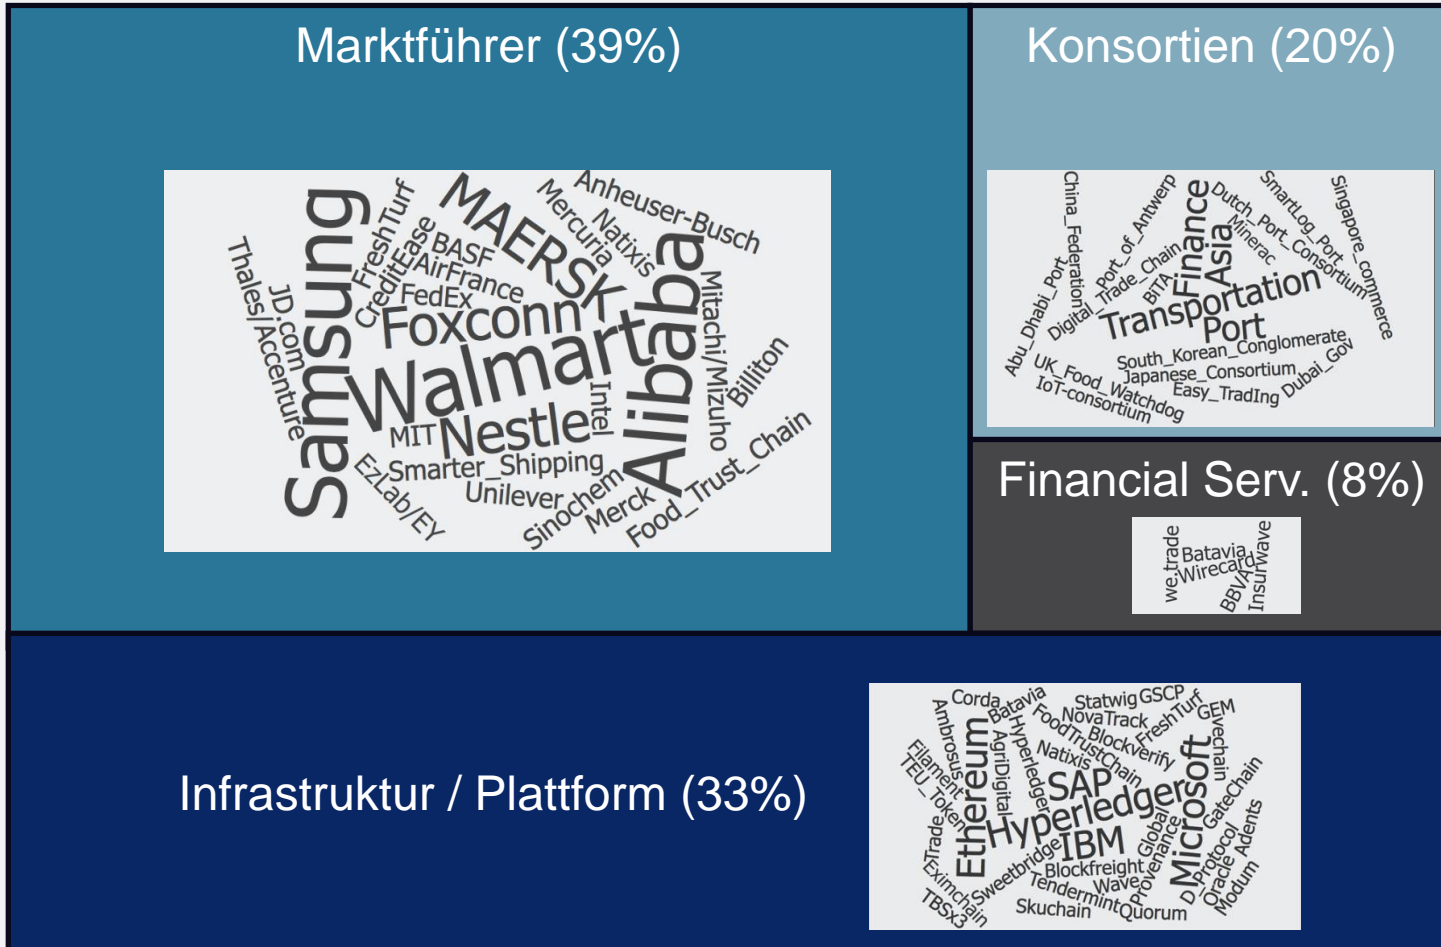 Marktführer (39%)
Samsung
Walmart
Alibaba
MAERSK
Foxconn
Nestle
Anheuser-Busch
Mercuria
Natixis
FreshTurf
CreditEase
BASF
AirFrance
FedEx
Thales/Accenture
JD.com
Mitachi/Mizuho
Billiton
Intel
MIT
Smarter_Shipping
Unilever
EzLab/EY
Sinochem
Merck
Food_Trust_Chain
Konsortien (20%)
China_Federation
Abu_Dhabi_Port
Port_of_Antwerp
Digital_Trade_Chain
BiTA
Finance
Asia
Dutch_Port_Consortium
Minerac
SmartLog_Port
Singapore_commerce
Transportation
Port
South_Korean_Conglomerate
Japanese_Consortium
UK_Food_Watchdog
IoT-consortium
Easy_TradIng
Dubai_Gov
Financial Serv. (8%)
we.trade
Batavia
Wirecard
BBVA
Insurwave
Infrastruktur / Plattform (33%)
Corda
Batavia
Statwig
GSCP
NovaTrack
FreshTurf
GEM
Ambrosus
Ethereum
Hyperledger
AgriDigital
FoodTrustChain
BlockVerify
Natixis
vechain
Filament
TEU_Token
SAP
Hyperledger
Microsoft
IBM
GateChain
Trade
Eximchain
TBSx3
Sweetbridge
Blockfreight
Global
Provenance
Wave
Tendermint
Skuchain
Quorum
D_Protocol
Oracle
Adents
Modum